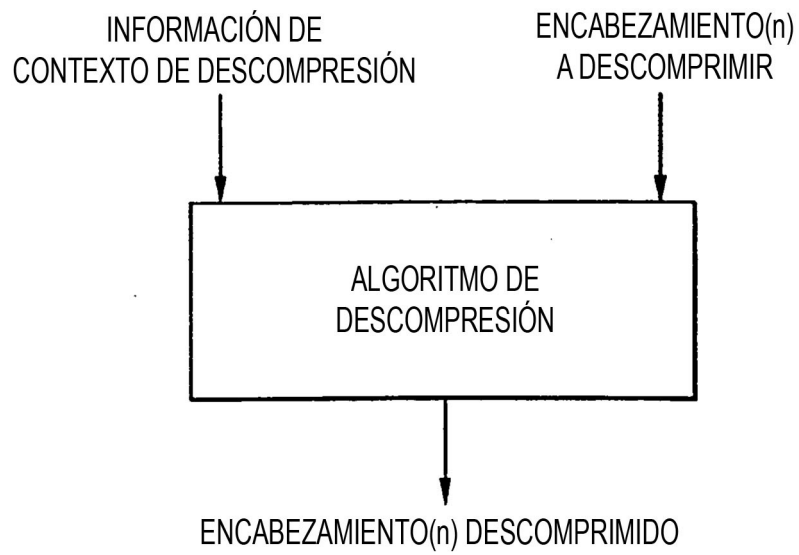 INFORMACIÓN DE
CONTEXTO DE DESCOMPRESIÓN
ENCABEZAMIENTO(n)
A DESCOMPRIMIR
ALGORITMO DE
DESCOMPRESIÓN
ENCABEZAMIENTO(n) DESCOMPRIMIDO